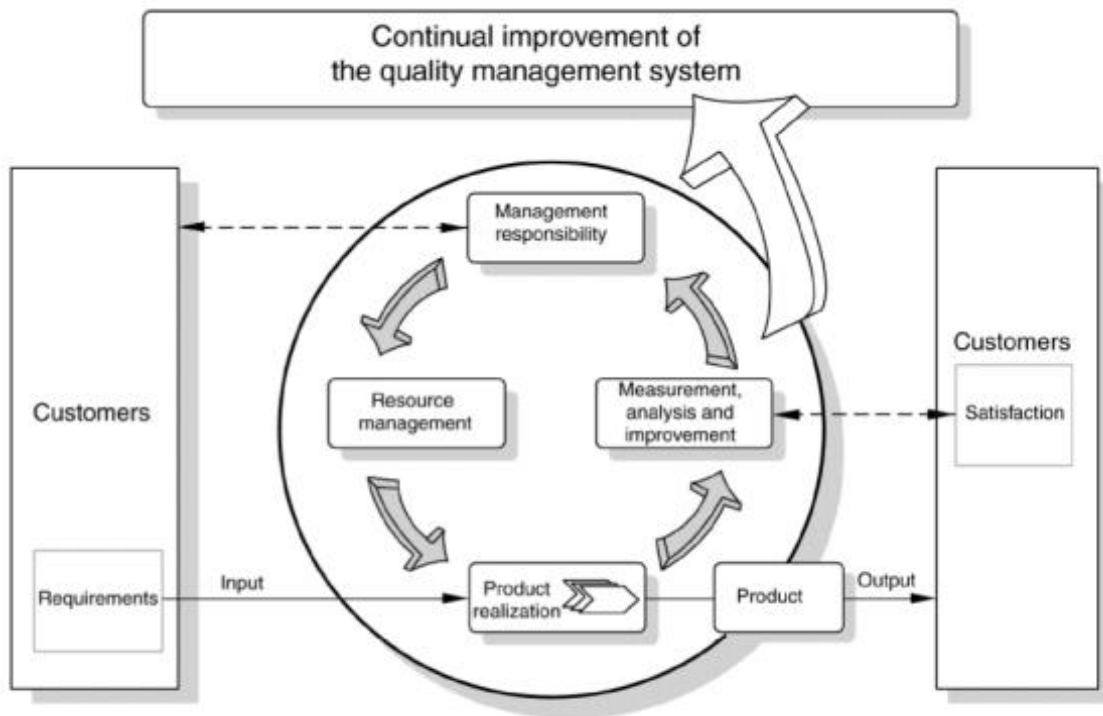 Continual improvement of
the quality management system
Management
responsibility
Customers
Resource
management
Measurement,
analysis and
improvement
Customers
Satisfaction
Requirements
Input
Product
realization
Product
Output